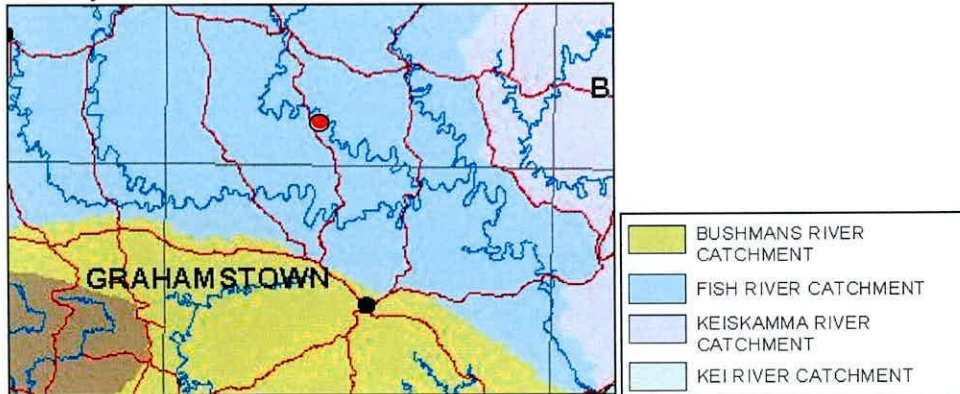 B
GRAHAMSTOWN
BUSHMANS RIVER
CATCHMENT
FISH RIVER CATCHMENT
KEISKAMMA RIVER
CATCHMENT
KEI RIVER CATCHMENT